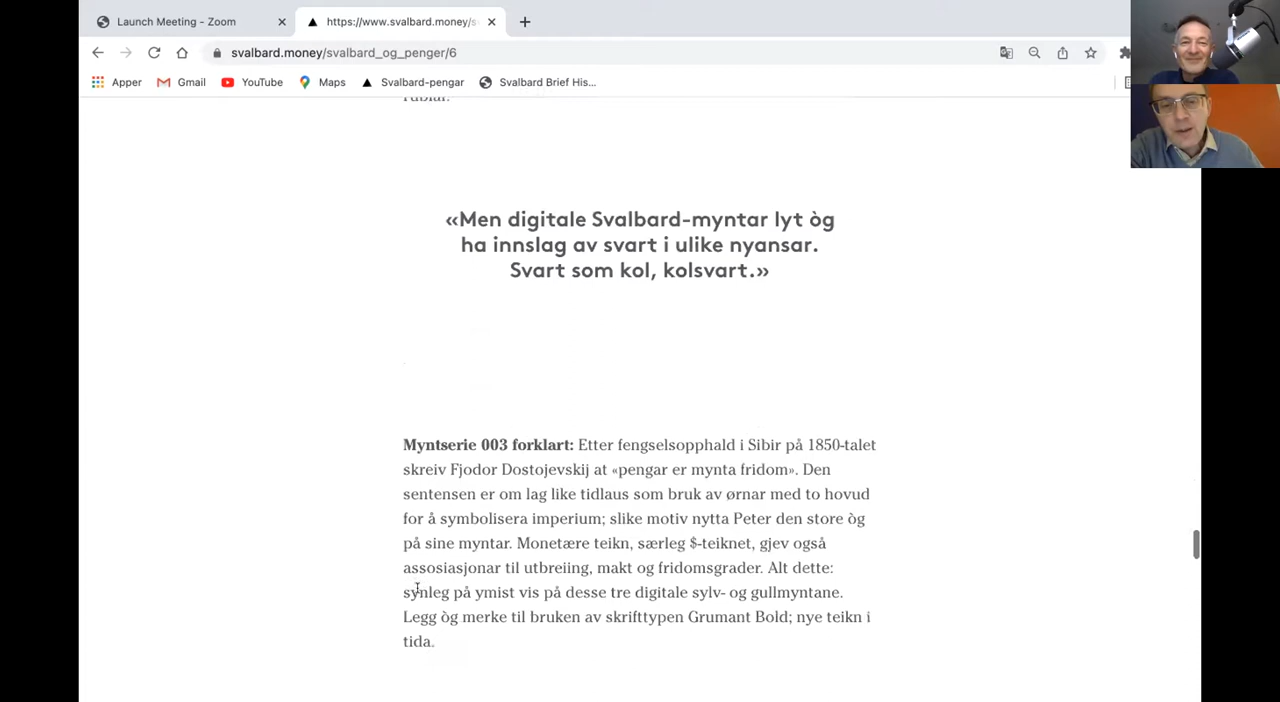 Launch Meeting - Zoom
https://www.svalbard.money/s
svalbard.money/svalbard_og_penger/6
Apper
Gmail
YouTube
Maps
Svalbard-pengar
Svalbard Brief His...
rublar.
«Men digitale Svalbard-myntar lyt òg
ha innslag av svart i ulike nyansar.
Svart som kol, kolsvart.»
Myntserie 003 forklart: Etter fengselsopphald i Sibir på 1850-talet
skreiv Fjodor Dostojevskij at «pengar er mynta fridom». Den
sentensen er om lag like tidlaus som bruk av ørnar med to hovud
for å symbolisera imperium; slike motiv nytta Peter den store òg
på sine myntar. Monetære teikn, særleg $-teiknet, gjev også
assosiasjonar til utbreiing, makt og fridomsgrader. Alt dette:
synleg på ymist vis på desse tre digitale sylv- og gullmyntane.
Legg òg merke til bruken av skrifttypen Grumant Bold; nye teikn i
tida.